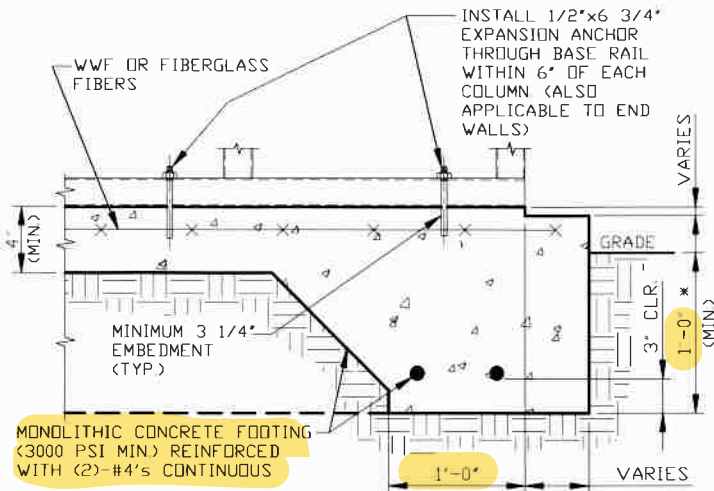 INSTALL 1/2"x6 3/4"
EXPANSION ANCHOR
THROUGH BASE RAIL
WITHIN 6" OF EACH
COLUMN (ALSO
APPLICABLE TO END
WALLS)
WWF OR FIBERGLASS
FIBERS
VARIES
4"
(MIN.)
GRADE
MINIMUM 3 1/4"
EMBEDMENT
(TYP.)
3" CLR.
1'-0" *
(MIN)
MONOLITHIC CONCRETE FOOTING
(3000 PSI MIN.) REINFORCED
WITH (2)-#4's CONTINUOUS
1'-0"
VARIES